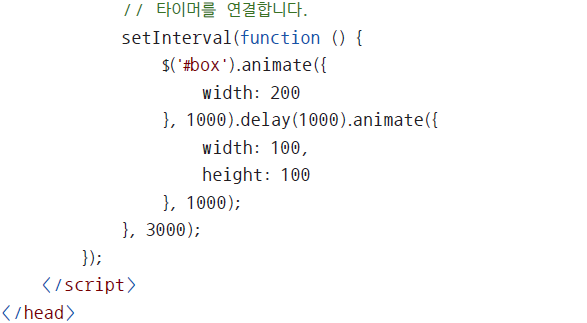 // 타이머를 연결합니다.
setInterval(function () {
$('#box').animate({
width: 200
}, 1000).delay(1000).animate({
width: 100,
height: 100
}, 1000);
}, 3000);
});
</script>
</head>